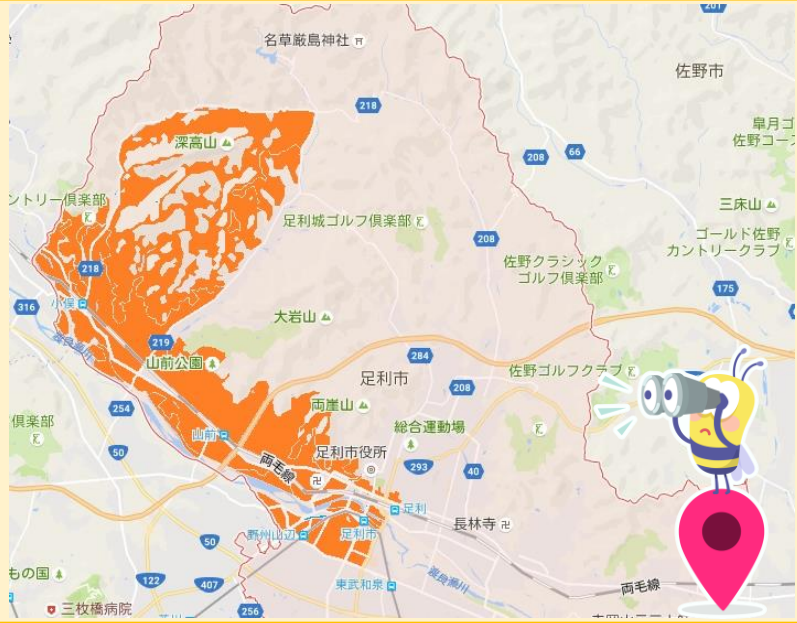 201
名草厳島神社
佐野市
218
深高山
皐月ゴ
佐野コース
208
66
ントリー倶楽部
三床山
足利城ゴルフ倶楽部
208
ゴールド佐野
カントリークラブ
218
佐野クラシック
ゴルフ倶楽部
316
小俣
175
渡良瀬川
大岩山
219
山前公園
284
足利市
佐野ゴルフクラブ
208
254
両崖山
倶楽部
総合運動場
山前
50
足利市役所
両毛線
293
40
足利
長林寺
野州山辺
足利市
50
もの国
122
407
東武和泉
渡良瀬川
両毛線
三枚橋病院
256